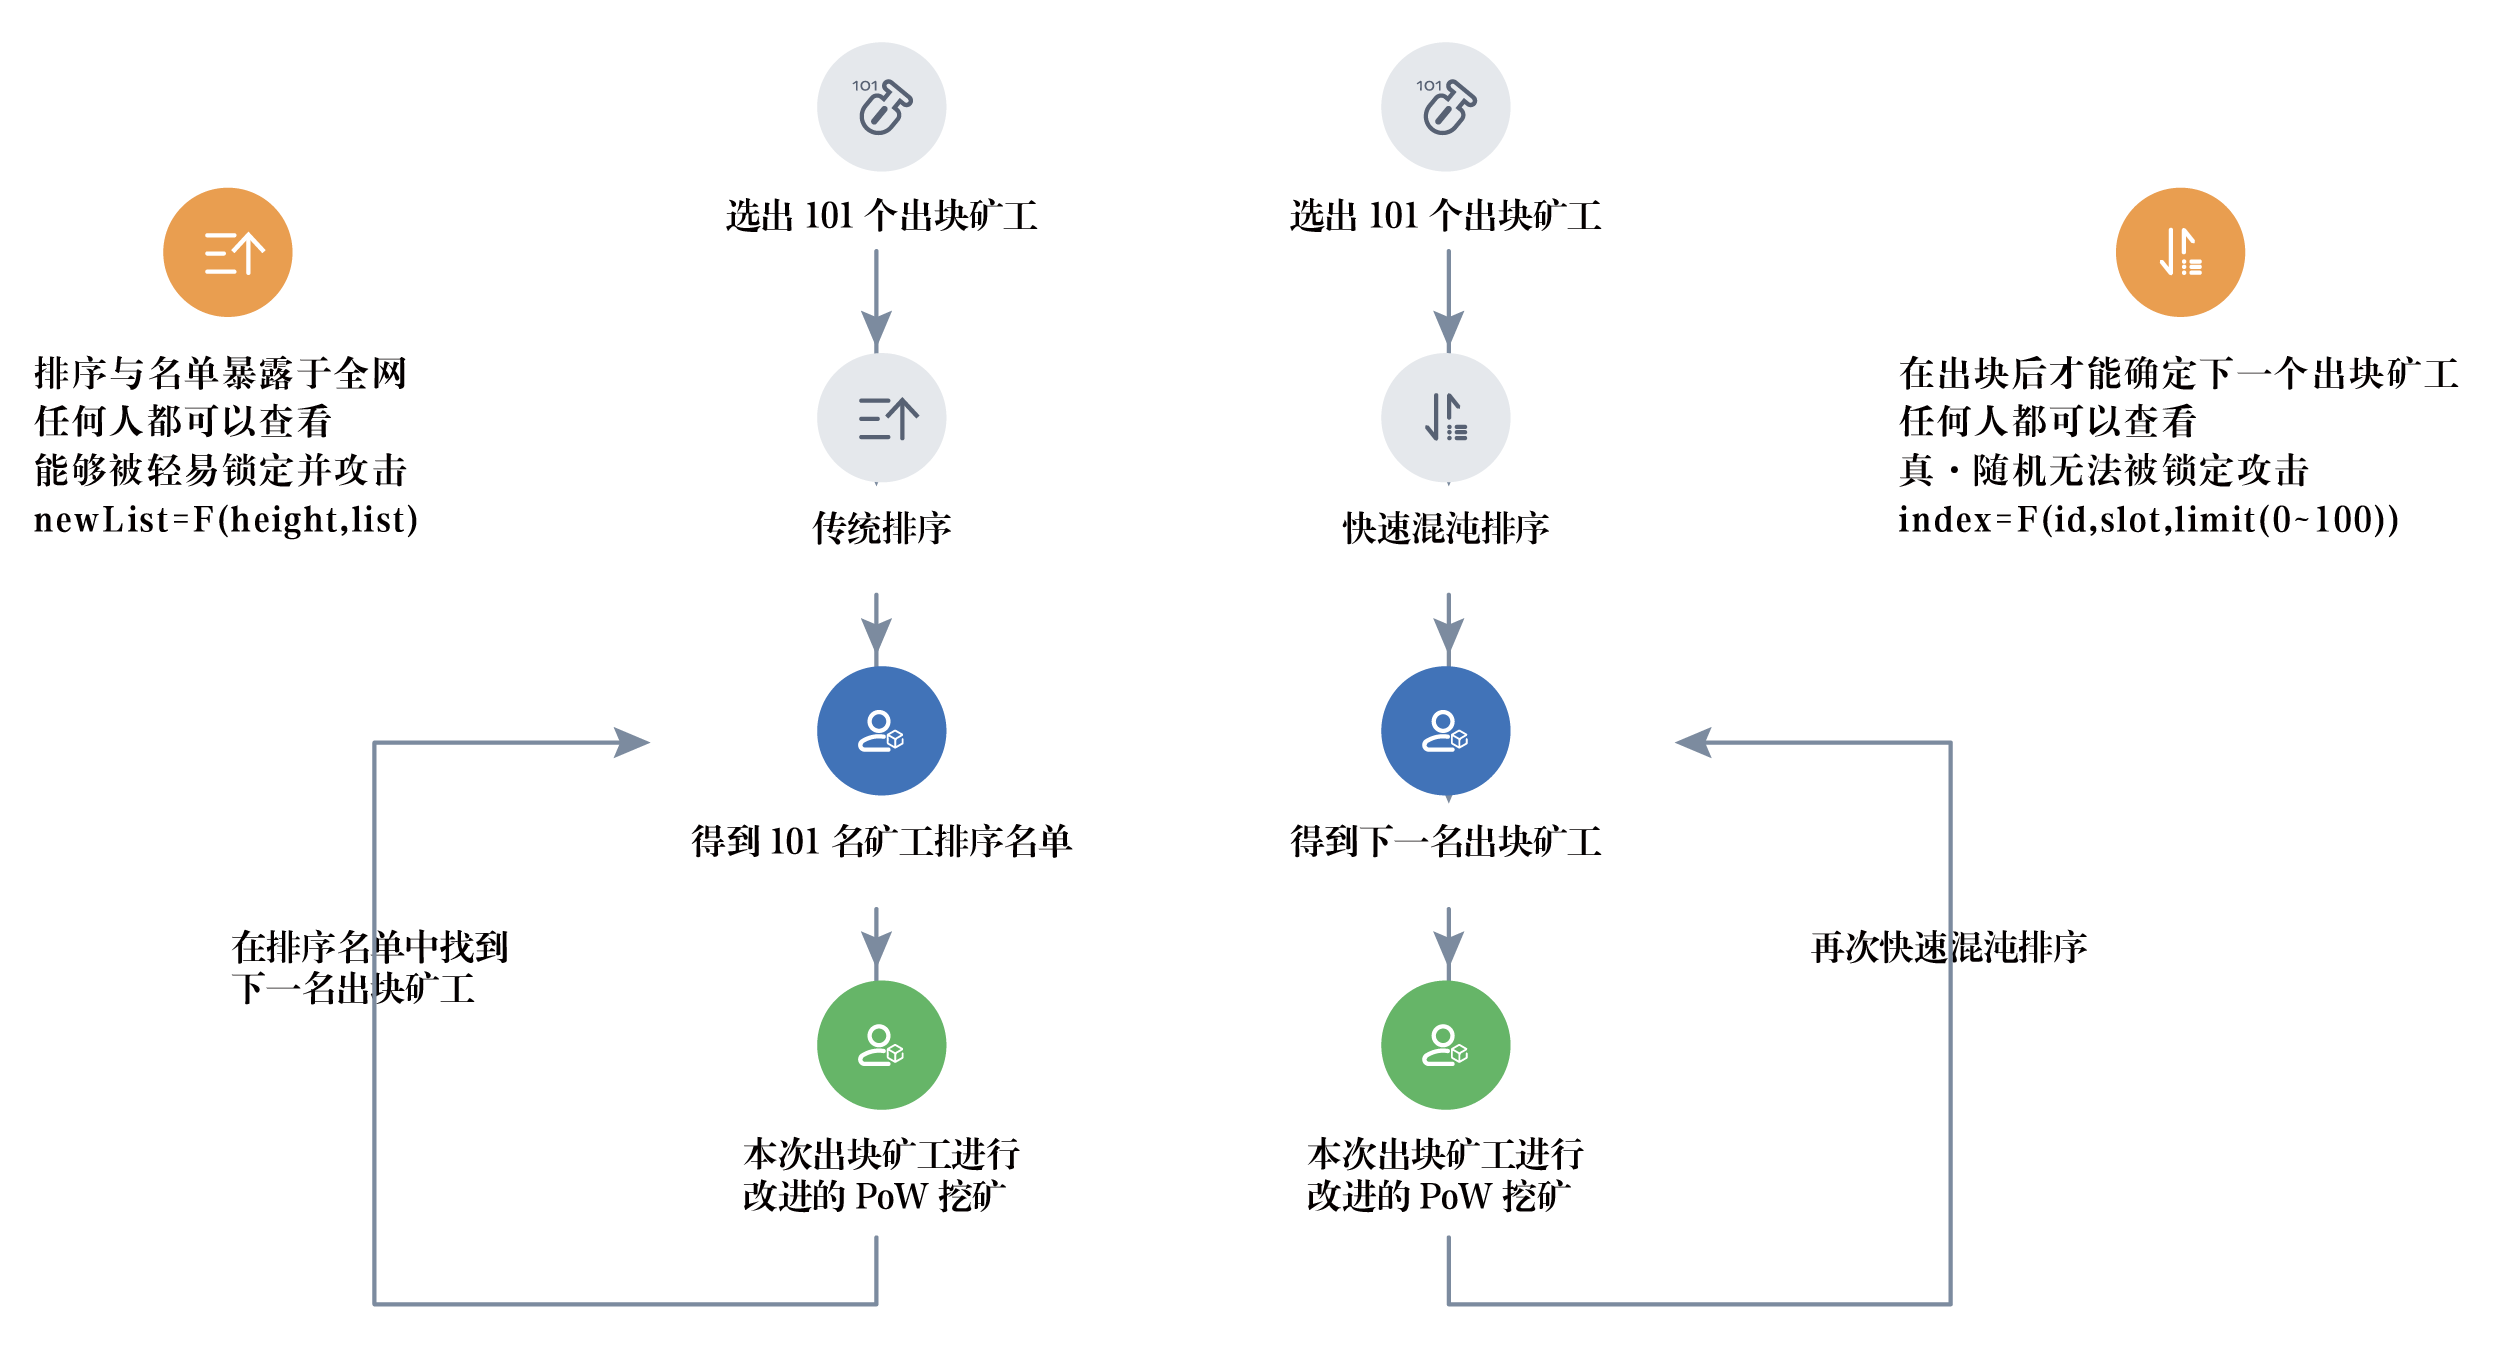 排序与名单暴露于全网
任何人都可以查看
能够被轻易锁定并攻击
newList=F(height,list)
101
选出 101 个出块矿工
传统排序
得到 101 名矿工排序名单
在排序名单中找到
下一名出块矿工
本次出块矿工进行
改进的 PoW 挖矿
101
选出 101 个出块矿工
快速混沌排序
得到下一名出块矿工
本次出块矿工进行
改进的 PoW 挖矿
再次快速混沌排序
在出块后才能确定下一个出块矿工
任何人都可以查看
真·随机无法被锁定攻击
index=F(id,slot,limit(0~100))